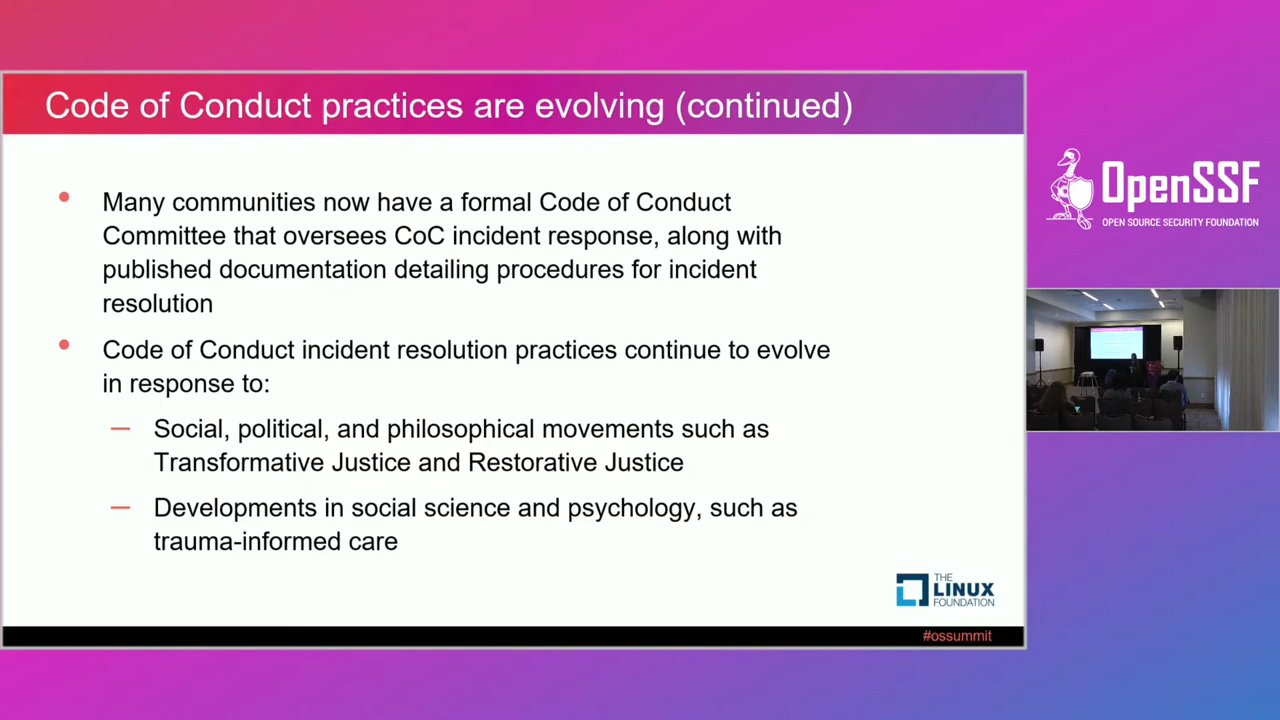 Code of Conduct practices are evolving (continued)
• Many communities now have a formal Code of Conduct
Committee that oversees CoC incident response, along with
published documentation detailing procedures for incident
resolution
• Code of Conduct incident resolution practices continue to evolve
in response to:
— Social, political, and philosophical movements such as
Transformative Justice and Restorative Justice
— Developments in social science and psychology, such as
trauma-informed care
THE
LINUX
FOUNDATION
#ossummit
OpenSSF
OPEN SOURCE SECURITY FOUNDATION